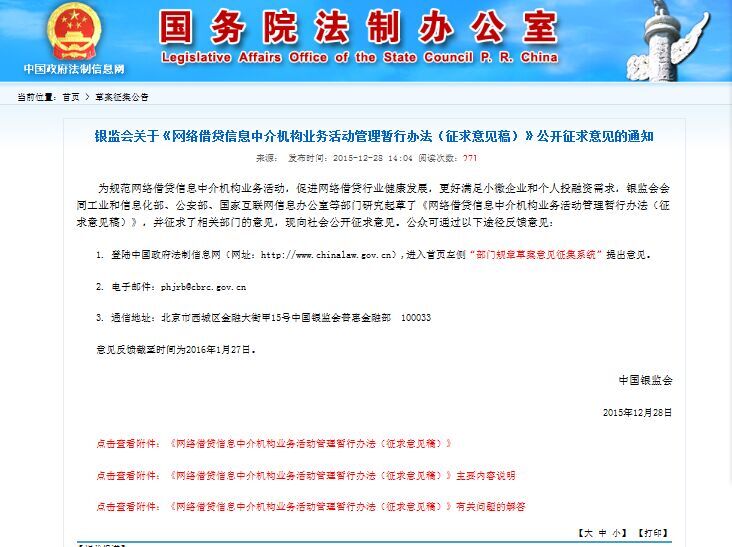 国务院法制办公室
Legislative Affairs Office of the State Council P. R. China
中国政府法制信息网
当前位置：首页 > 草案征集公告
银监会关于《网络借贷信息中介机构业务活动管理暂行办法（征求意见稿）》公开征求意见的通知
来源： 发布时间：2015-12-28 14:04 阅读次数：771
为规范网络借贷信息中介机构业务活动，促进网络借贷行业健康发展，更好满足小微企业和个人投融资需求，银监会会
同工业和信息化部、公安部、国家互联网信息办公室等部门研究起草了《网络借贷信息中介机构业务活动管理暂行办法（征
求意见稿）》，并征求了相关部门的意见，现向社会公开征求意见。公众可通过以下途径反馈意见：
1. 登陆中国政府法制信息网（网址：http://www.chinalaw.gov.cn），进入首页左侧“部门规章草案意见征集系统”提出意见。
2. 电子邮件：phjrb@cbrc.gov.cn
3. 通信地址：北京市西城区金融大街甲15号中国银监会普惠金融部 100033
意见反馈截至时间为2016年1月27日。
中国银监会
2015年12月28日
点击查看附件：《网络借贷信息中介机构业务活动管理暂行办法（征求意见稿）》
点击查看附件：《网络借贷信息中介机构业务活动管理暂行办法（征求意见稿）》主要内容说明
点击查看附件：《网络借贷信息中介机构业务活动管理暂行办法（征求意见稿）》有关问题的解答
【大 中 小】 【打印】